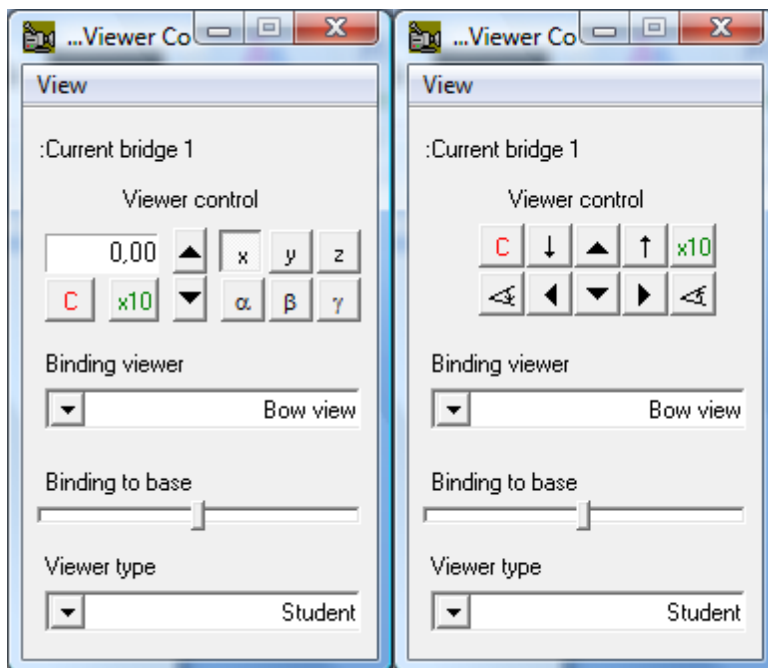 ...Viewer Co
View
:Current bridge 1
Viewer control
0,00 x y z
C x10 α β γ
Binding viewer
Bow view
Binding to base
Viewer type
Student
...Viewer Co
View
:Current bridge 1
Viewer control
C x10
Binding viewer
Bow view
Binding to base
Viewer type
Student